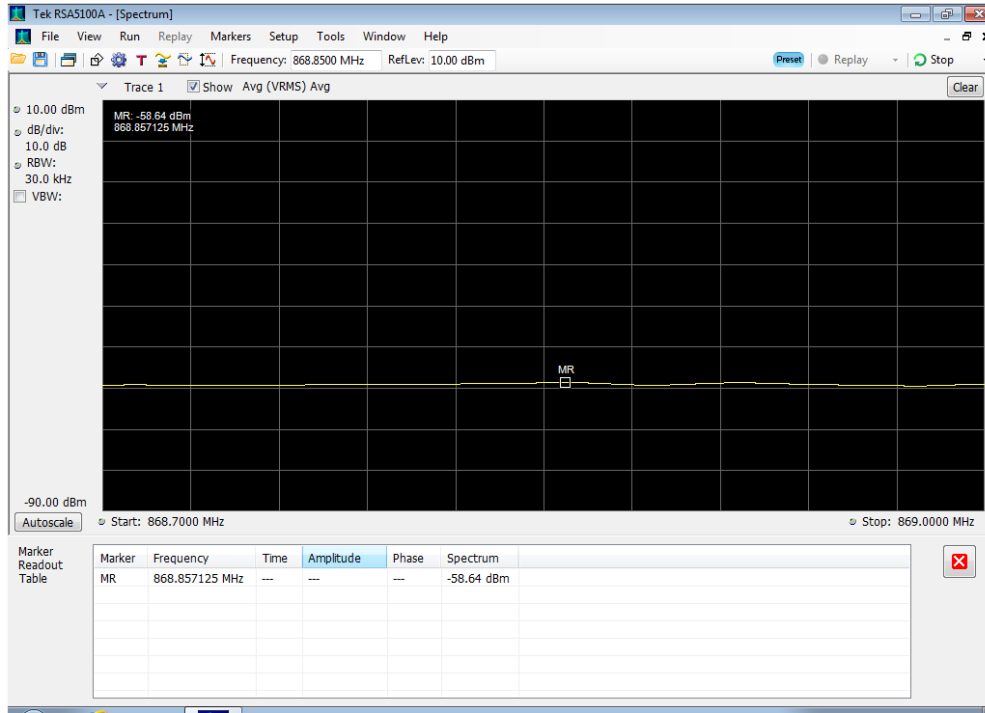 Tek RSA5100A - [Spectrum]
File View Run Replay Markers Setup Tools Window Help
Frequency: 868.8500 MHz RefLev: 10.00 dBm Preset Replay Stop
Trace 1 Show Avg (VRMS) Avg Clear
10.00 dBm
dB/div:
10.0 dB
RBW:
30.0 kHz
VBW:
MR: -58.64 dBm
868.857125 MHz
MR
-90.00 dBm
Autoscale Start: 868.7000 MHz Stop: 869.0000 MHz
Marker
Readout
Table
Marker Frequency Time Amplitude Phase Spectrum
MR 868.857125 MHz --- --- --- -58.64 dBm